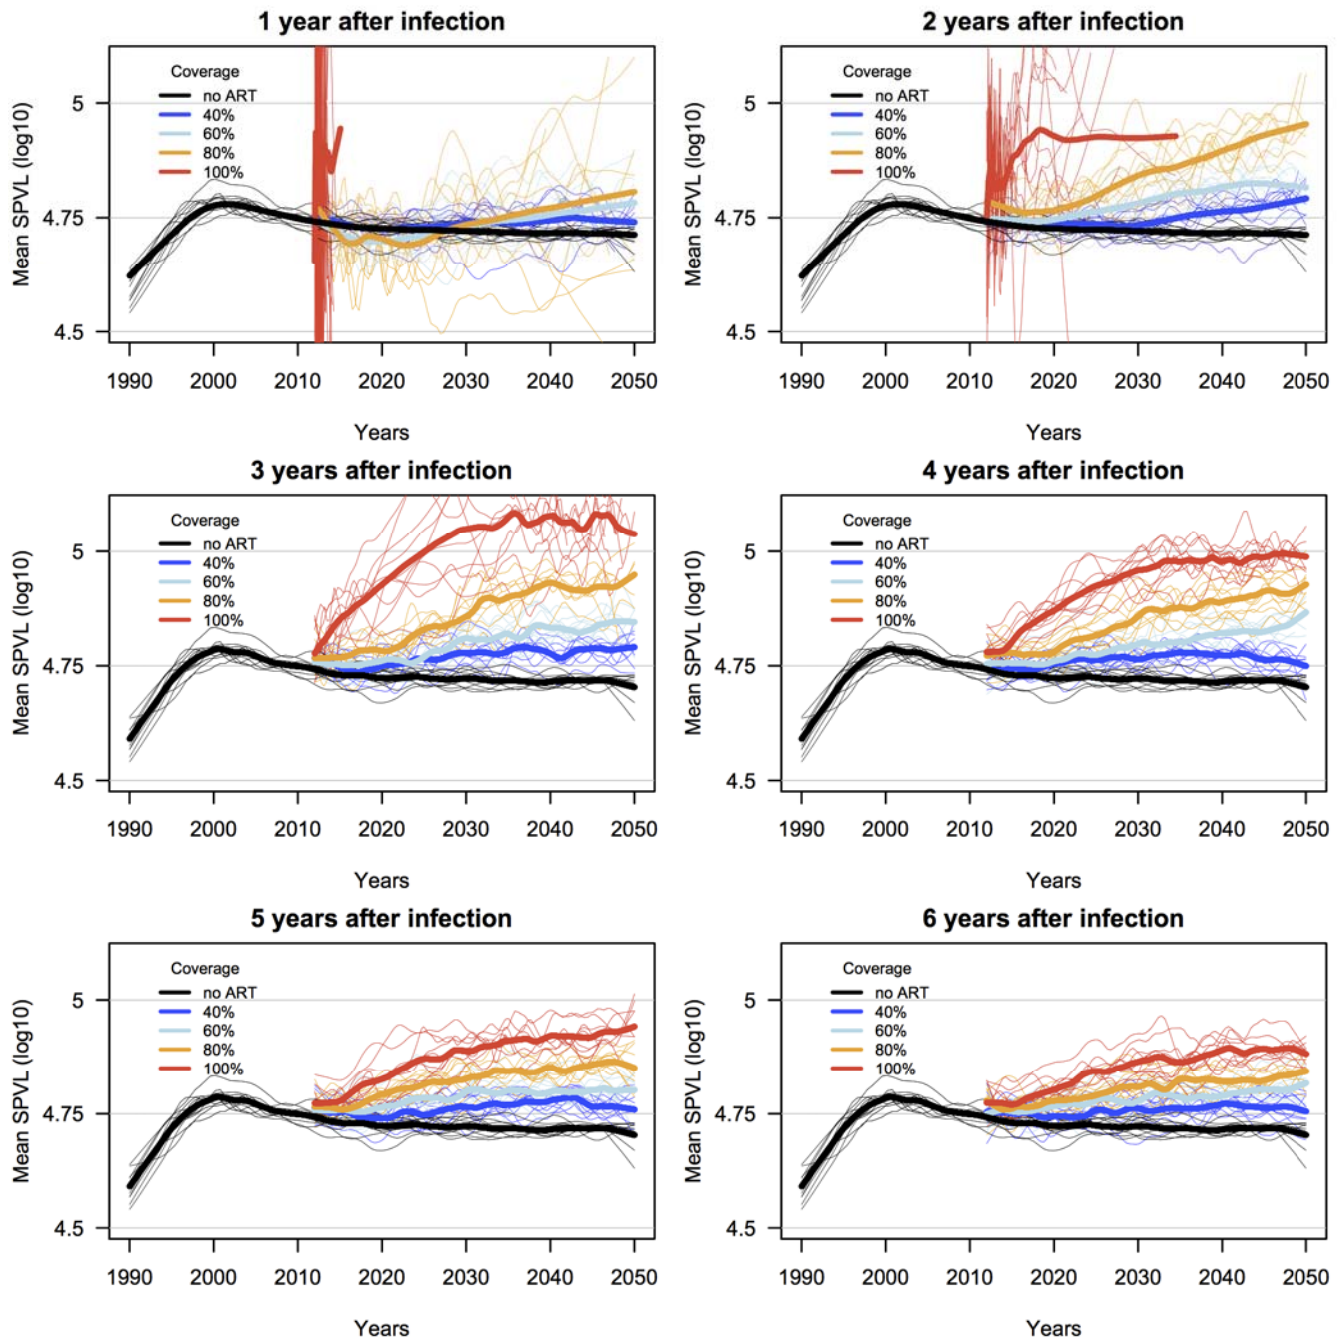 1 year after infection
Mean SPVL (log10)
5
4.75
4.5
Coverage
no ART
40%
60%
80%
100%
1990 2000 2010 2020 2030 2040 2050
Years
2 years after infection
Mean SPVL (log10)
5
4.75
4.5
Coverage
no ART
40%
60%
80%
100%
1990 2000 2010 2020 2030 2040 2050
Years
3 years after infection
Mean SPVL (log10)
5
4.75
4.5
Coverage
no ART
40%
60%
80%
100%
1990 2000 2010 2020 2030 2040 2050
Years
4 years after infection
Mean SPVL (log10)
5
4.75
4.5
Coverage
no ART
40%
60%
80%
100%
1990 2000 2010 2020 2030 2040 2050
Years
5 years after infection
Mean SPVL (log10)
5
4.75
4.5
Coverage
no ART
40%
60%
80%
100%
1990 2000 2010 2020 2030 2040 2050
Years
6 years after infection
Mean SPVL (log10)
5
4.75
4.5
Coverage
no ART
40%
60%
80%
100%
1990 2000 2010 2020 2030 2040 2050
Years